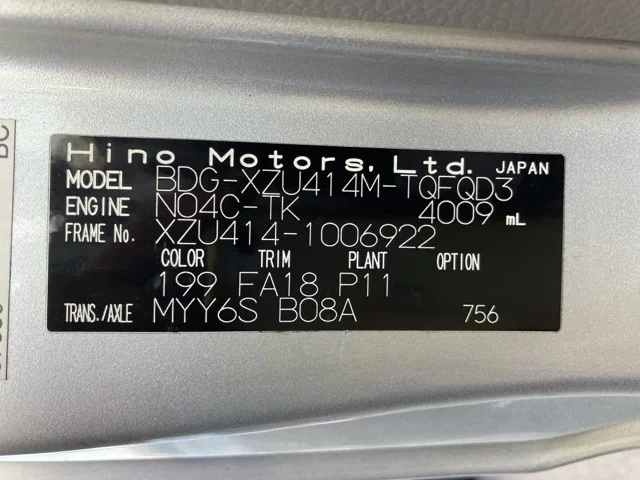 Hino Motors, Ltd. JAPAN
MODEL BDG-XZU414M-TQFQD3
ENGINE N04C-TK 4009 mL
FRAME No. XZU414-1006922
COLOR TRIM PLANT OPTION
199 FA18 P11
TRANS./AXLE MYY6S B08A 756
BC